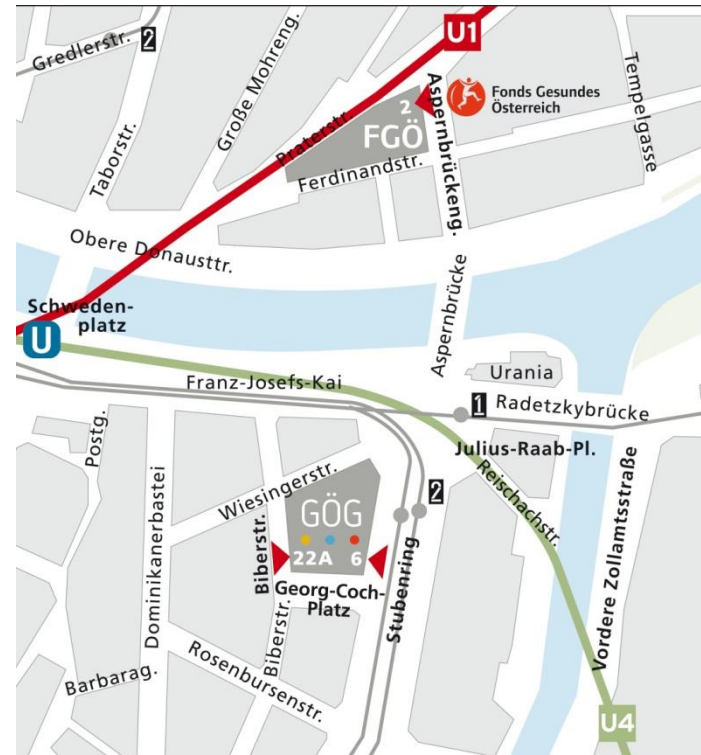 Gredlerstr.
2
Taborstr.
Große Mohreng.
U1
Praterstr.
2
FGÖ
Ferdinandstr.
Aspernbrückeng.
Fonds Gesundes
Österreich
Tempelgasse
Obere Donausttr.
Schweden-
platz
U
Aspernbrücke
Franz-Josefs-Kai
Urania
1
Radetzkybrücke
Julius-Raab-Pl.
Postg.
Dominikanerbastei
Wiesingerstr.
Biberstr.
GÖG
22A
6
2
Georg-Coch-
Platz
Stubenring
Reischachstr.
Vordere Zollamtsstraße
Biberstr.
Barbarag.
Rosenbursenstr.
U4